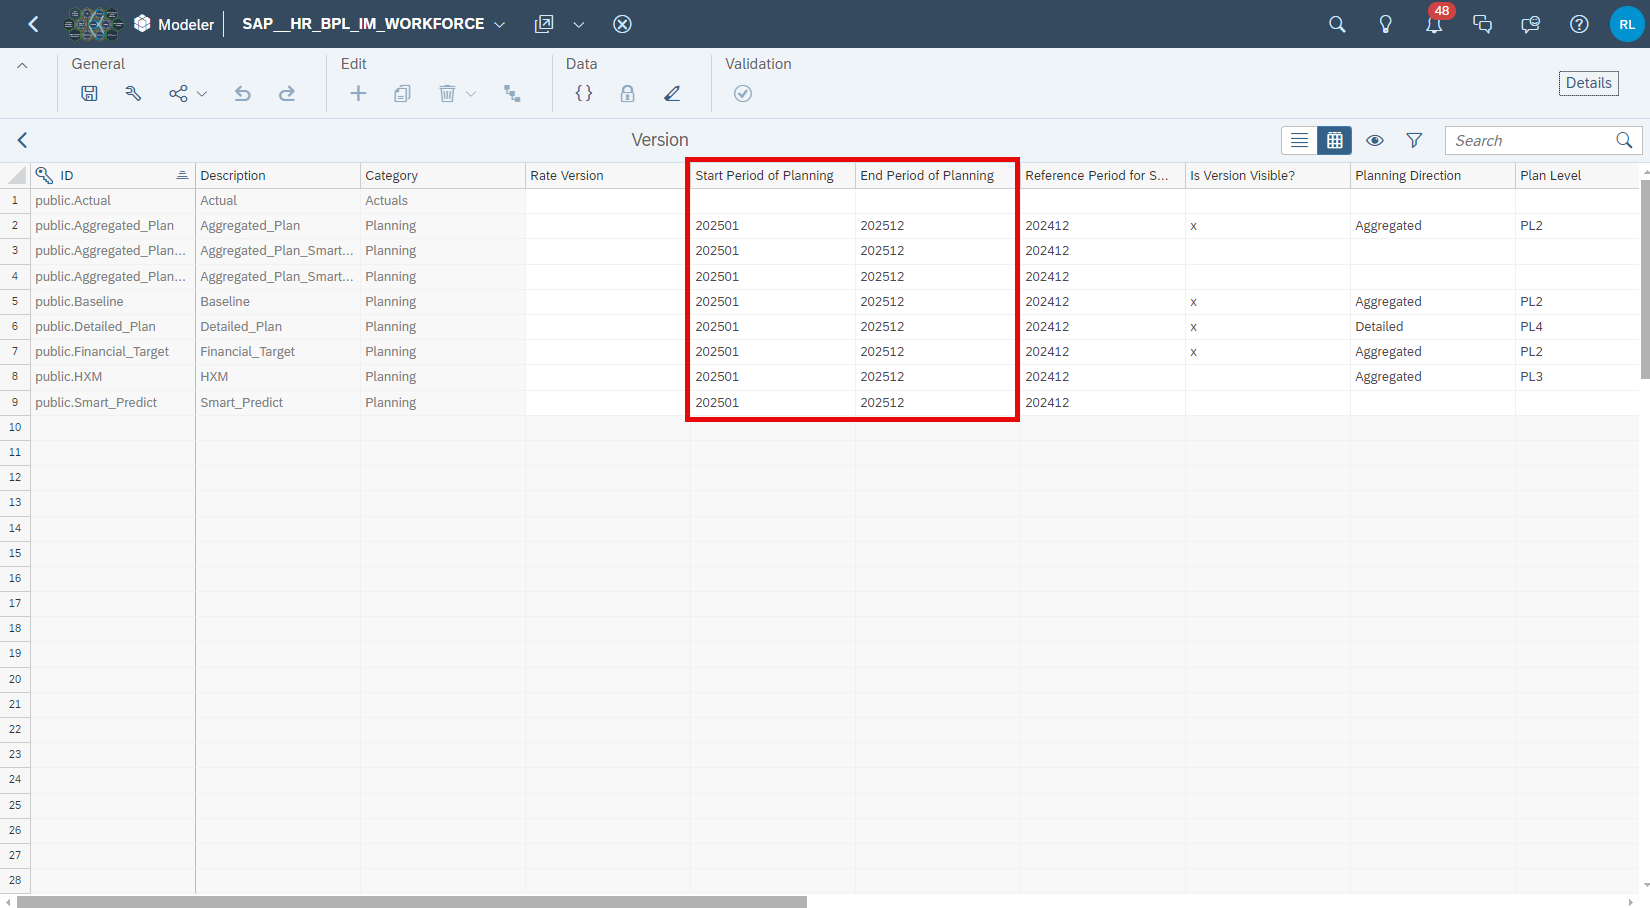 Modeler SAP__HR_BPL_IM_WORKFORCE 48 RL
General Edit Data Validation
Details
Version Search
ID Description Category Rate Version Start Period of Planning End Period of Planning Reference Period for S... Is Version Visible? Planning Direction Plan Level
1 public.Actual Actual Actuals
2 public.Aggregated_Plan Aggregated_Plan Planning 202501 202512 202412 x Aggregated PL2
3 public.Aggregated_Plan... Aggregated_Plan_Smart... Planning 202501 202512 202412
4 public.Aggregated_Plan... Aggregated_Plan_Smart... Planning 202501 202512 202412
5 public.Baseline Baseline Planning 202501 202512 202412 x Aggregated PL2
6 public.Detailed_Plan Detailed_Plan Planning 202501 202512 202412 x Detailed PL4
7 public.Financial_Target Financial_Target Planning 202501 202512 202412 x Aggregated PL2
8 public.HXM HXM Planning 202501 202512 202412 Aggregated PL3
9 public.Smart_Predict Smart_Predict Planning 202501 202512 202412
10
11
12
13
14
15
16
17
18
19
20
21
22
23
24
25
26
27
28